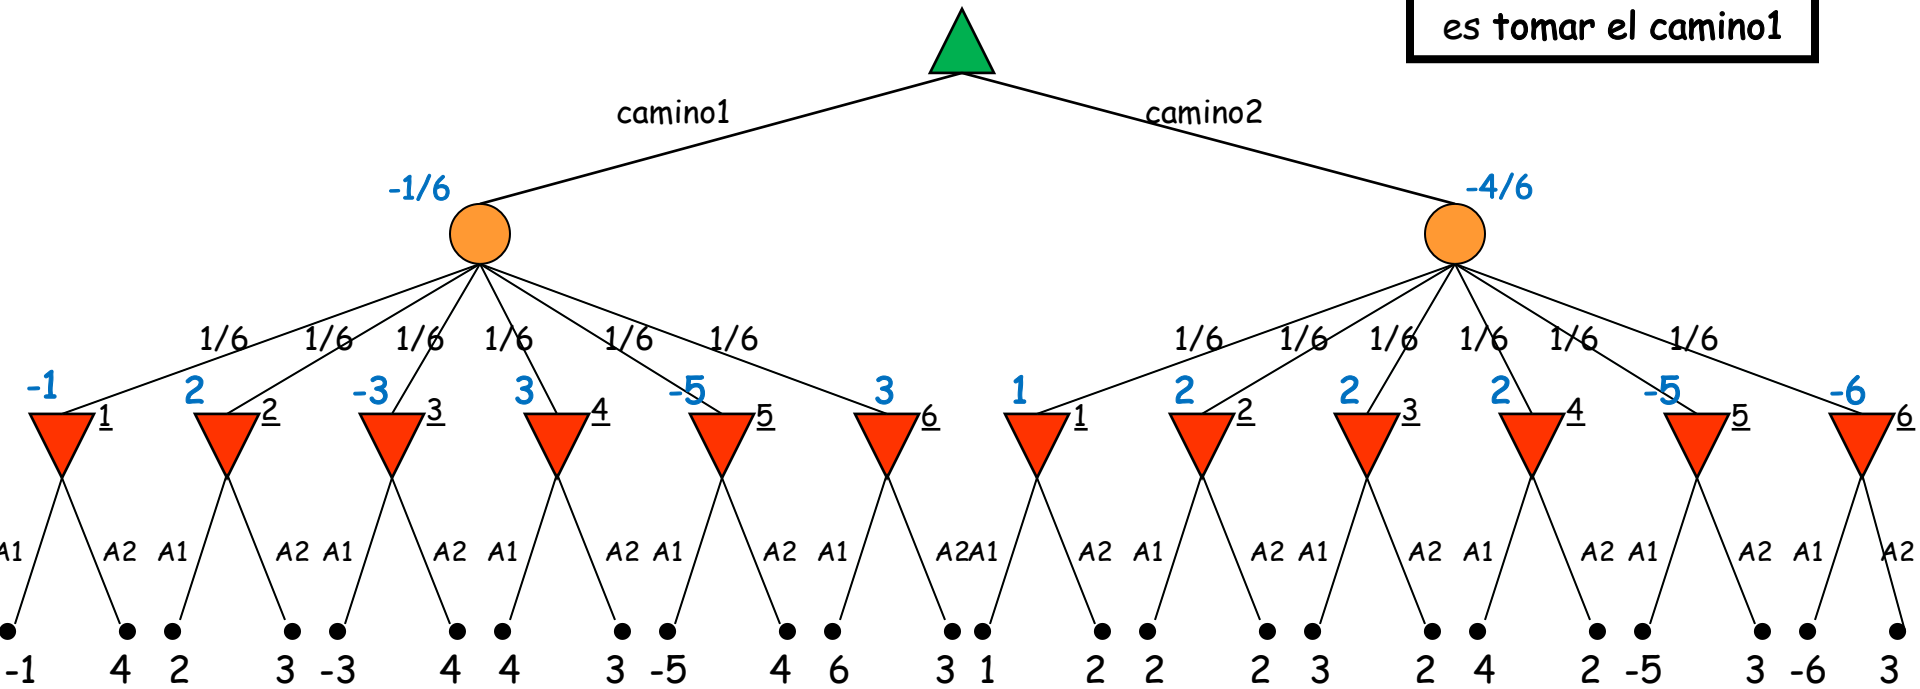 es tomar el camino1
camino1 camino2
-1/6 -4/6
1/6 1/6 1/6 1/6 1/6 1/6 1/6 1/6 1/6 1/6 1/6 1/6
-1 2 -3 3 -5 3 1 2 2 2 -5 -6
1 2 3 4 5 6 1 2 3 4 5 6
A1 A2 A1 A2 A1 A2 A1 A2 A1 A2 A1 A2 A1 A2 A1 A2 A1 A2 A1 A2 A1 A2 A1 A2
-1 4 2 3 -3 4 4 3 -5 4 6 3 1 2 2 2 3 2 4 2 -5 3 -6 3